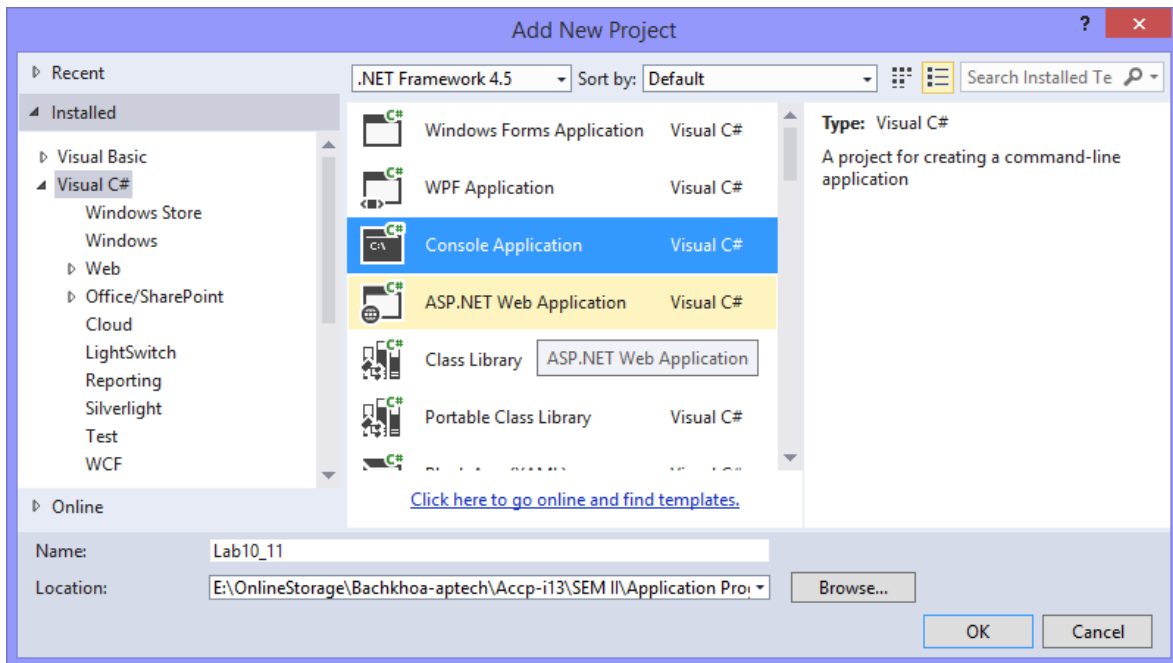 Add New Project
?
×
Recent
.NET Framework 4.5
Sort by:
Default
Search Installed Te
Installed
Visual Basic
Visual C#
Windows Store
Windows
Web
Office/SharePoint
Cloud
LightSwitch
Reporting
Silverlight
Test
WCF
Online
C#
Windows Forms Application
Visual C#
C#
WPF Application
Visual C#
C#
C:\
Console Application
Visual C#
C#
ASP.NET Web Application
Visual C#
C#
Class Library
ASP.NET Web Application
C#
Portable Class Library
Visual C#
C#
Click here to go online and find templates.
Type: Visual C#
A project for creating a command-line
application
Name:
Lab10_11
Location:
E:\OnlineStorage\Bachkhoa-aptech\Accp-i13\SEM II\Application Pro
Browse...
OK
Cancel